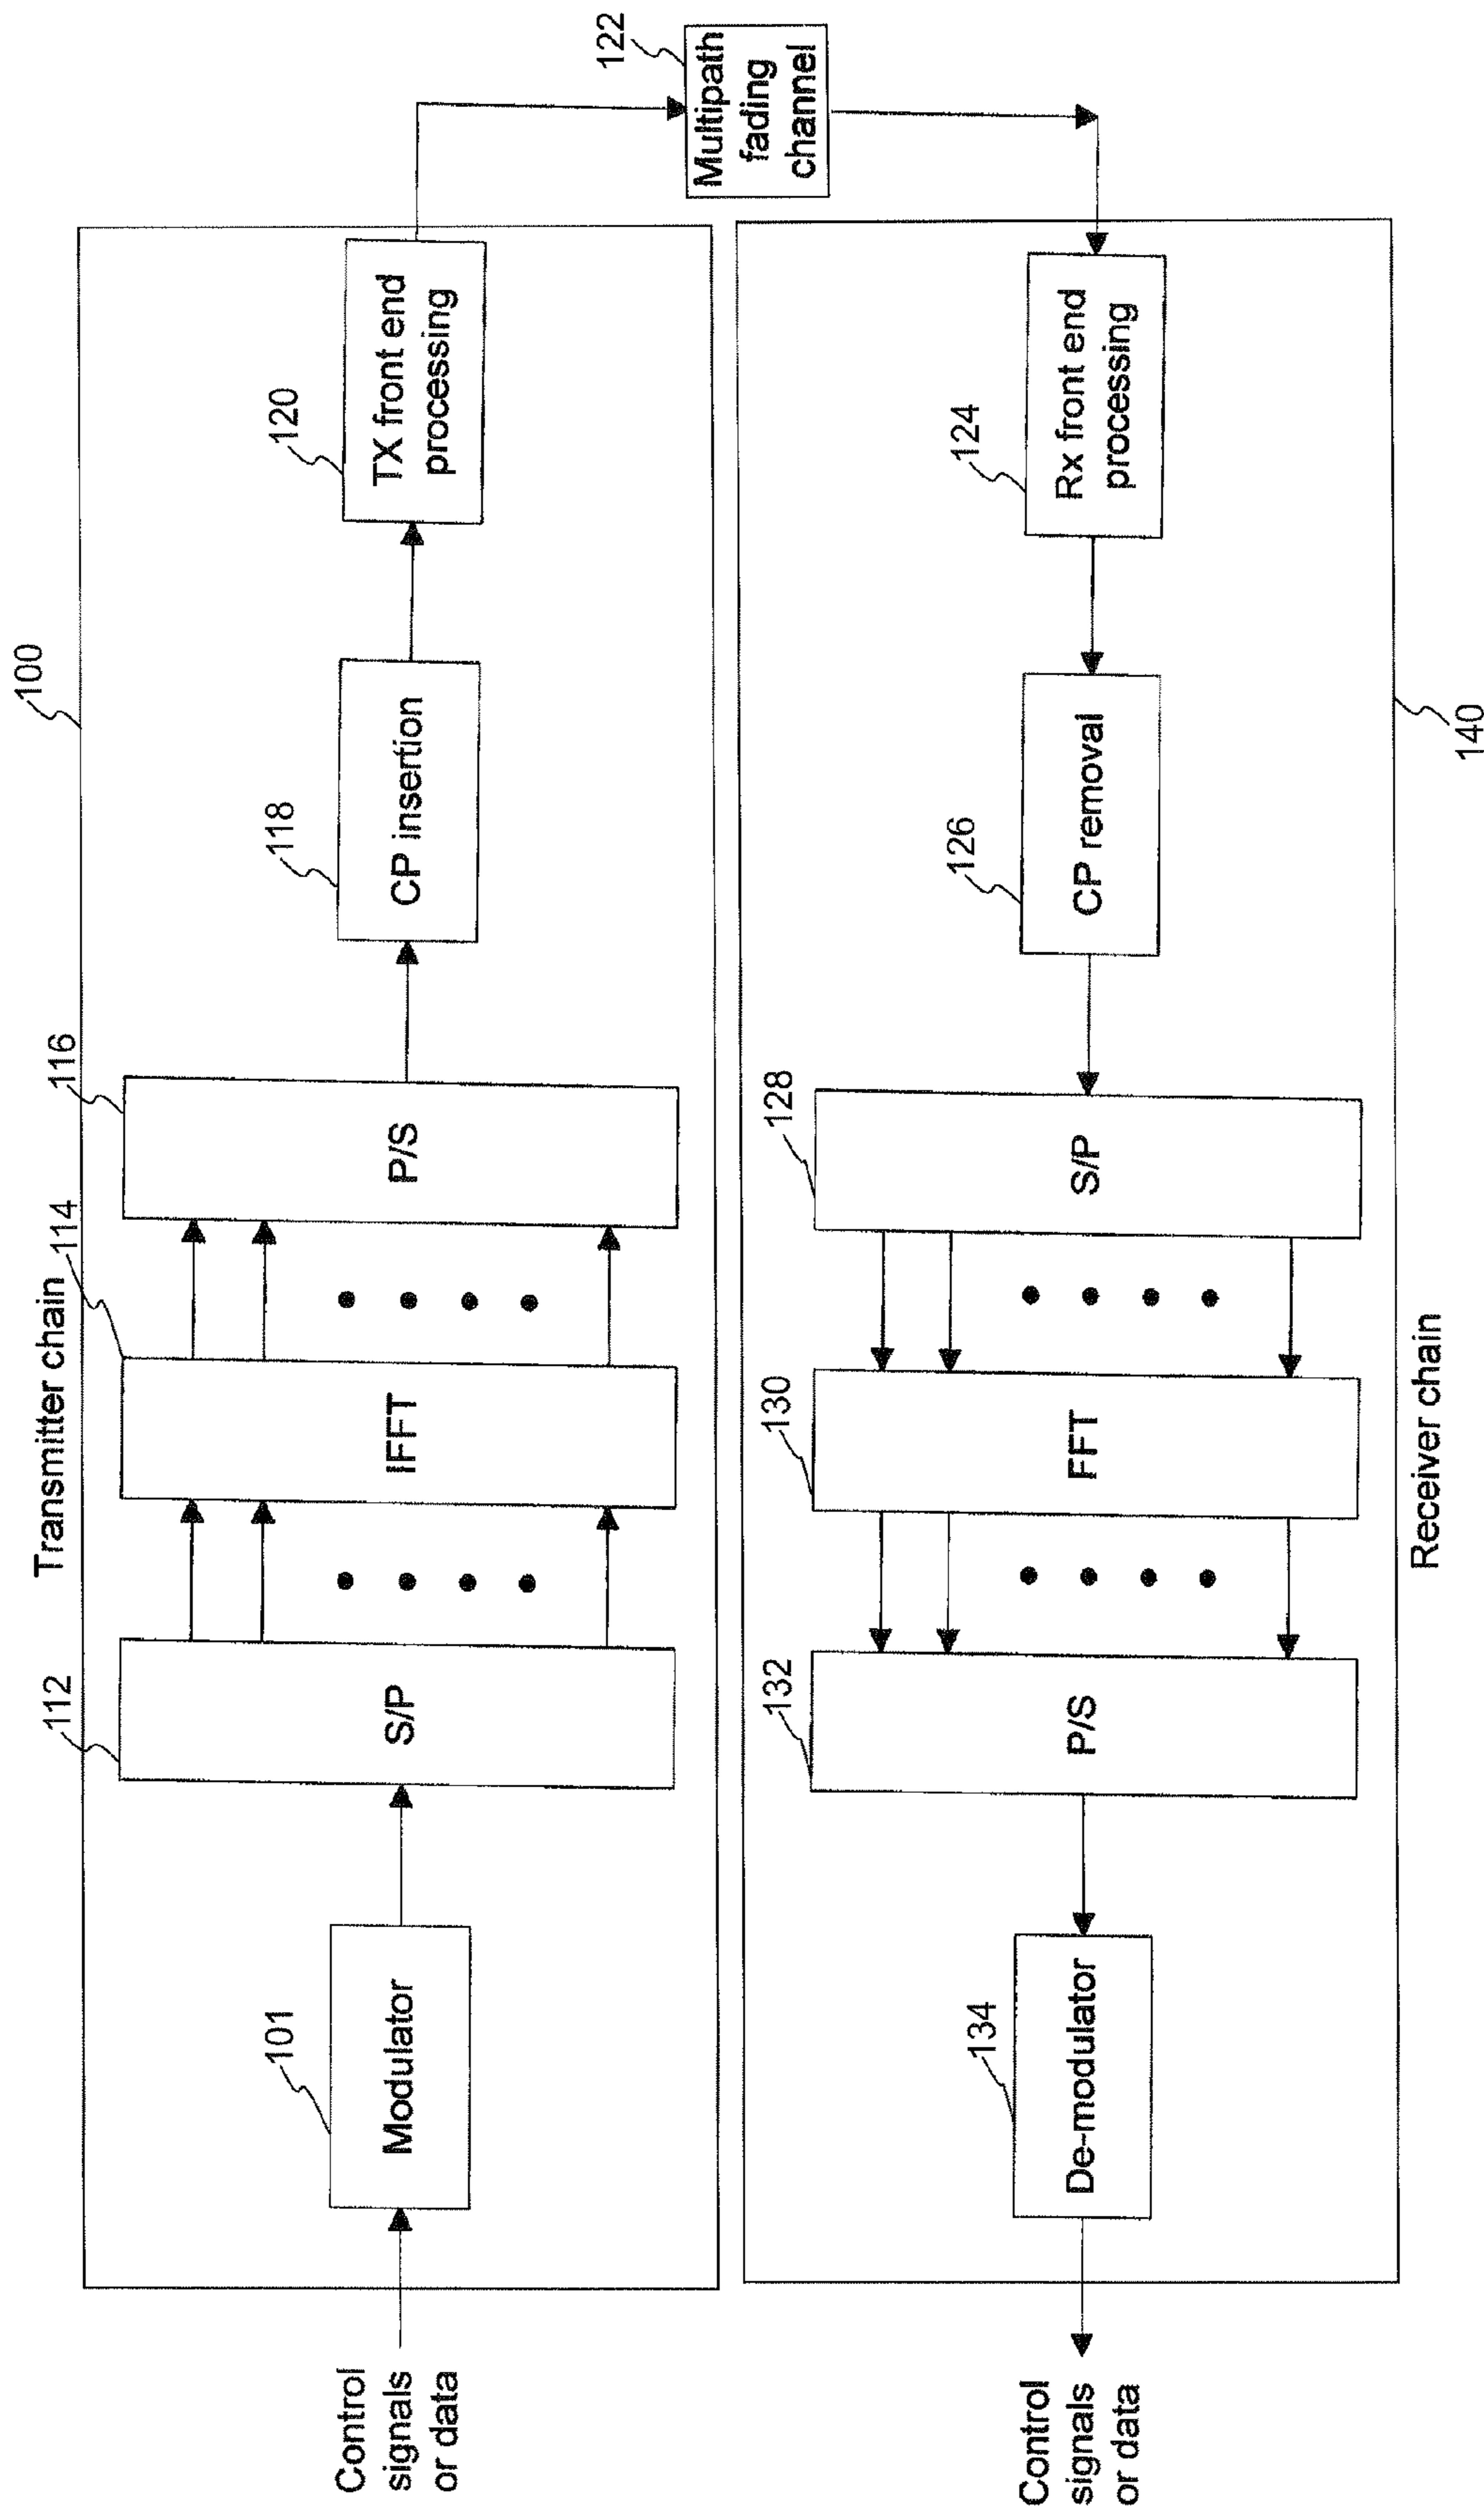 Transmitter chain
100
Control
signals
or data
101
Modulator
112
S/P
114
IFFT
116
P/S
118
CP insertion
120
TX front end
processing
122
Multipath
fading
channel
Control
signals
or data
134
De-modulator
132
P/S
130
FFT
128
S/P
126
CP removal
124
Rx front end
processing
Receiver chain
140